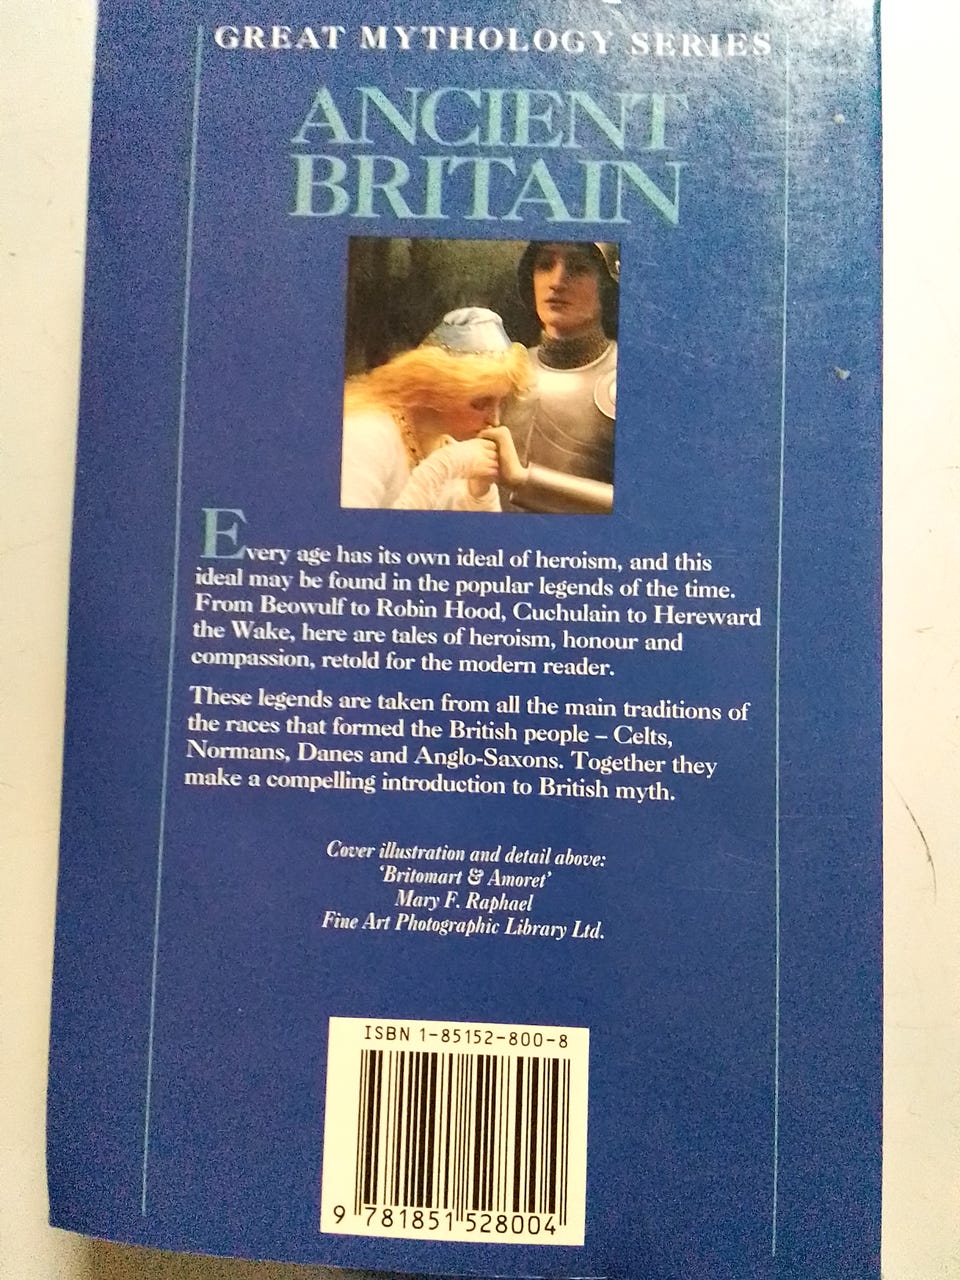 GREAT MYTHOLOGY SERIES
ANCIENT
BRITAIN
Every age has its own ideal of heroism, and this
ideal may be found in the popular legends of the time.
From Beowulf to Robin Hood, Cuchulain to Hereward
the Wake, here are tales of heroism, honour and
compassion, retold for the modern reader.
These legends are taken from all the main traditions of
the races that formed the British people – Celts,
Normans, Danes and Anglo-Saxons. Together they
make a compelling introduction to British myth.
Cover illustration and detail above:
‘Britomart & Amoret’
Mary F. Raphael
Fine Art Photographic Library Ltd.
ISBN 1-85152-800-8
9 781851 528004